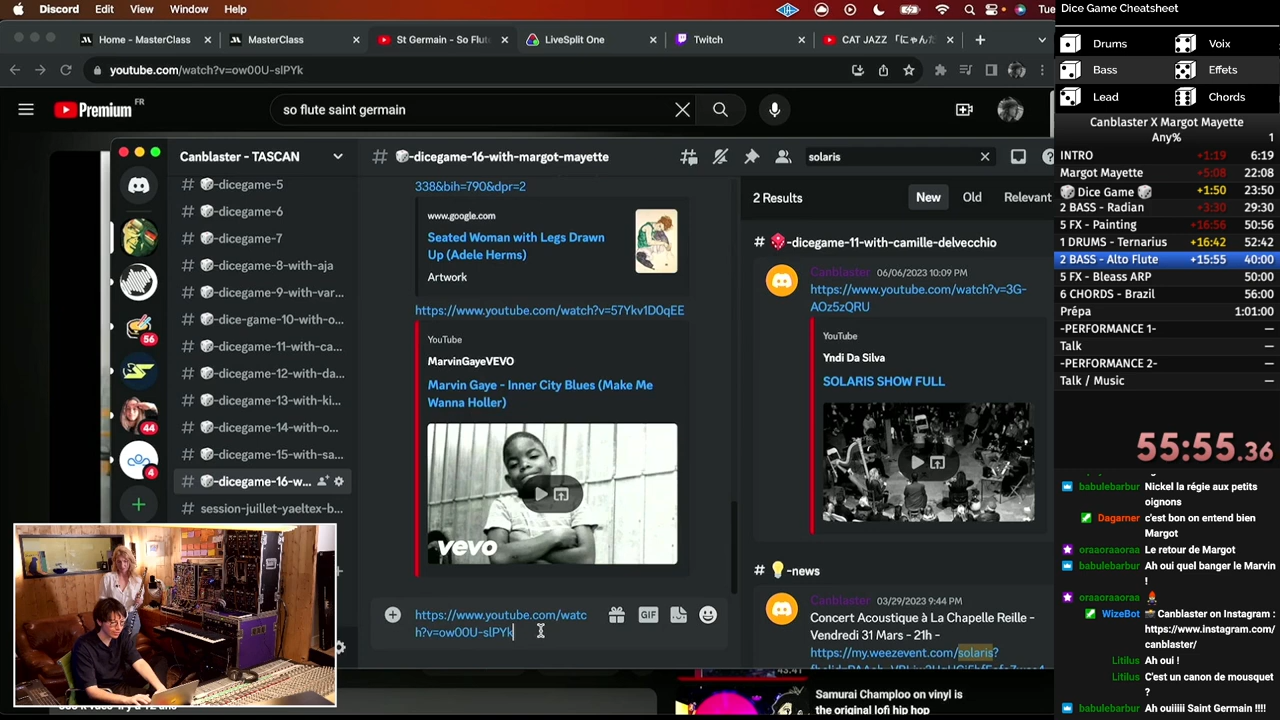 Discord Edit View Window Help
Tue
Home - MasterClass
MasterClass
St Germain - So Flute
LiveSplit One
Twitch
CAT JAZZ
youtube.com/watch?v=ow00U-slPYk
Premium FR
so flute saint germain
Canblaster - TASCAN
-dicegame-16-with-margot-mayette
solaris
-dicegame-5
-dicegame-6
-dicegame-7
-dicegame-8-with-aja
-dicegame-9-with-var...
-dice-game-10-with-o...
-dicegame-11-with-ca...
-dicegame-12-with-da...
-dicegame-13-with-ki...
-dicegame-14-with-o...
-dicegame-15-with-sa...
-dicegame-16-w...
session-juillet-yaeltex-b...
56
44
4
338&bih=790&dpr=2
www.google.com
Seated Woman with Legs Drawn
Up (Adele Herms)
Artwork
https://www.youtube.com/watch?v=57Ykv1D0qEE
YouTube
MarvinGayeVEVO
Marvin Gaye - Inner City Blues (Make Me
Wanna Holler)
vevo
https://www.youtube.com/watc
h?v=ow00U-slPYk
GIF
2 Results
New Old Relevant
-dicegame-11-with-camille-delvecchio
Canblaster 06/06/2023 10:09 PM
https://www.youtube.com/watch?v=3G-
AOz5zQRU
YouTube
Yndi Da Silva
SOLARIS SHOW FULL
-news
Canblaster 03/29/2023 9:44 PM
Concert Acoustique à La Chapelle Reille -
Vendredi 31 Mars - 21h -
https://my.weezevent.com/solaris?
43:41
Samurai Champloo on vinyl is
the original lofi hip hop
Dice Game Cheatsheet
Drums Voix
Bass Effets
Lead Chords
Canblaster X Margot Mayette
Any% 1
INTRO +1:19 6:19
Margot Mayette +5:08 22:08
Dice Game +1:50 23:50
2 BASS - Radian +3:30 29:30
5 FX - Painting +16:56 50:56
1 DRUMS - Ternarius +16:42 52:42
2 BASS - Alto Flute +15:55 40:00
5 FX - Bleass ARP 50:00
6 CHORDS - Brazil 56:00
Prépa 1:01:00
-PERFORMANCE 1- —
Talk —
-PERFORMANCE 2- —
Talk / Music —
55:55.36
babulebarbur Nickel la régie aux petits
oignons
Dagarner c'est bon on entend bien
Margot
oraoraoraoraa Le retour de Margot
babulebarbur Ah oui quel banger le Marvin
!
WizeBot Canblaster on Instagram :
https://www.instagram.com/
canblaster/
Litilus Ah oui !
Litilus C'est un canon de mousquet
?
babulebarbur Ah ouiiiii Saint Germain !!!!